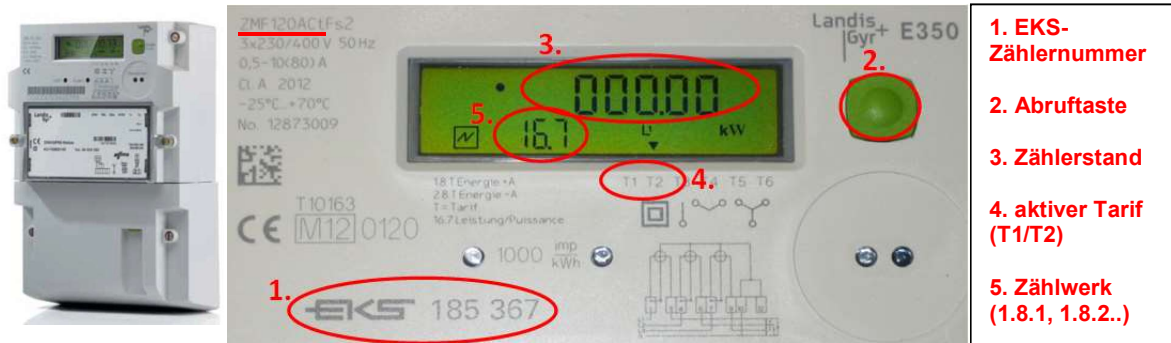 ZMF120ACtFs2
3x230/400 V 50Hz
0,5-10(80) A
Cl. A 2012
-25°C..+70°C
No. 12873009
T10163
CE M12 0120
1.8.T Energie +A
2.8.T Energie -A
T = Tarif
16.7 Leistung/Puissance
1000 imp/kWh
1.
EKS 185 367
3.
000.00
5.
16.7
L1
kW
T1 T2 T3 T4 T5 T6
4.
Landis+Gyr+ E350
2.
1. EKS-
Zählernummer
2. Abruftaste
3. Zählerstand
4. aktiver Tarif
(T1/T2)
5. Zählwerk
(1.8.1, 1.8.2..)